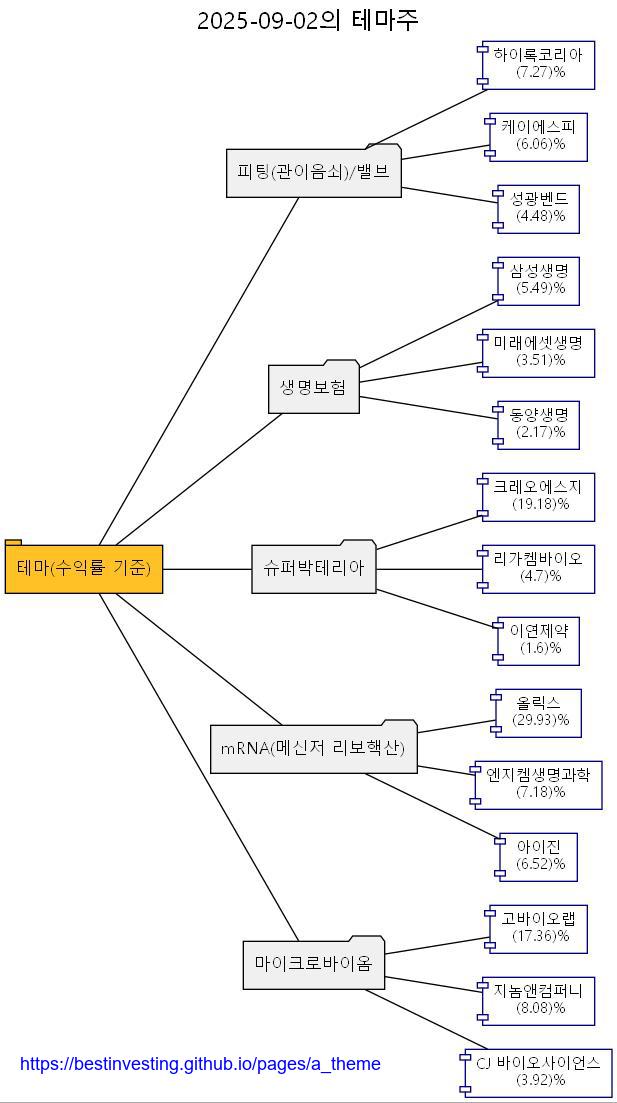 2025-09-02의 테마주
하이록코리아
(7.27)%
케이에스피
(6.06)%
피팅(관이음쇠)/밸브
성광벤드
(4.48)%
삼성생명
(5.49)%
미래에셋생명
(3.51)%
생명보험
동양생명
(2.17)%
크레오에스지
(19.18)%
테마(수익률 기준)
슈퍼박테리아
리가켐바이오
(4.7)%
이연제약
(1.6)%
올릭스
(29.93)%
mRNA(메신저 리보핵산)
엔지켐생명과학
(7.18)%
아이진
(6.52)%
고바이오랩
(17.36)%
마이크로바이옴
지놈앤컴퍼니
(8.08)%
CJ 바이오사이언스
(3.92)%
https://bestinvesting.github.io/pages/a_theme